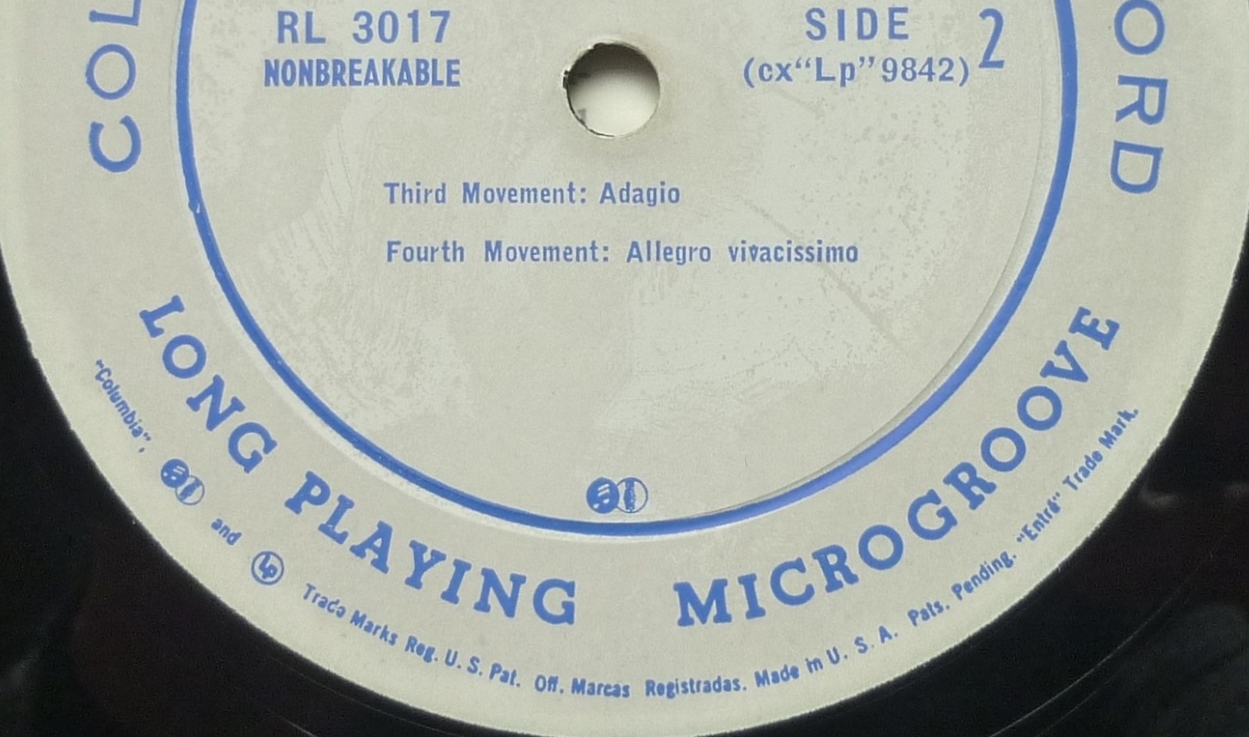 COL
ORD
RL 3017
NONBREAKABLE
SIDE 2
(cx“Lp”9842)
Third Movement: Adagio
Fourth Movement: Allegro vivacissimo
LONG PLAYING MICROGROOVE
"Columbia", and Lp Trade Marks Reg. U. S. Pat. Off. Marcas Registradas. Made in U. S. A. Pats. Pending. "Entré" Trade Mark.